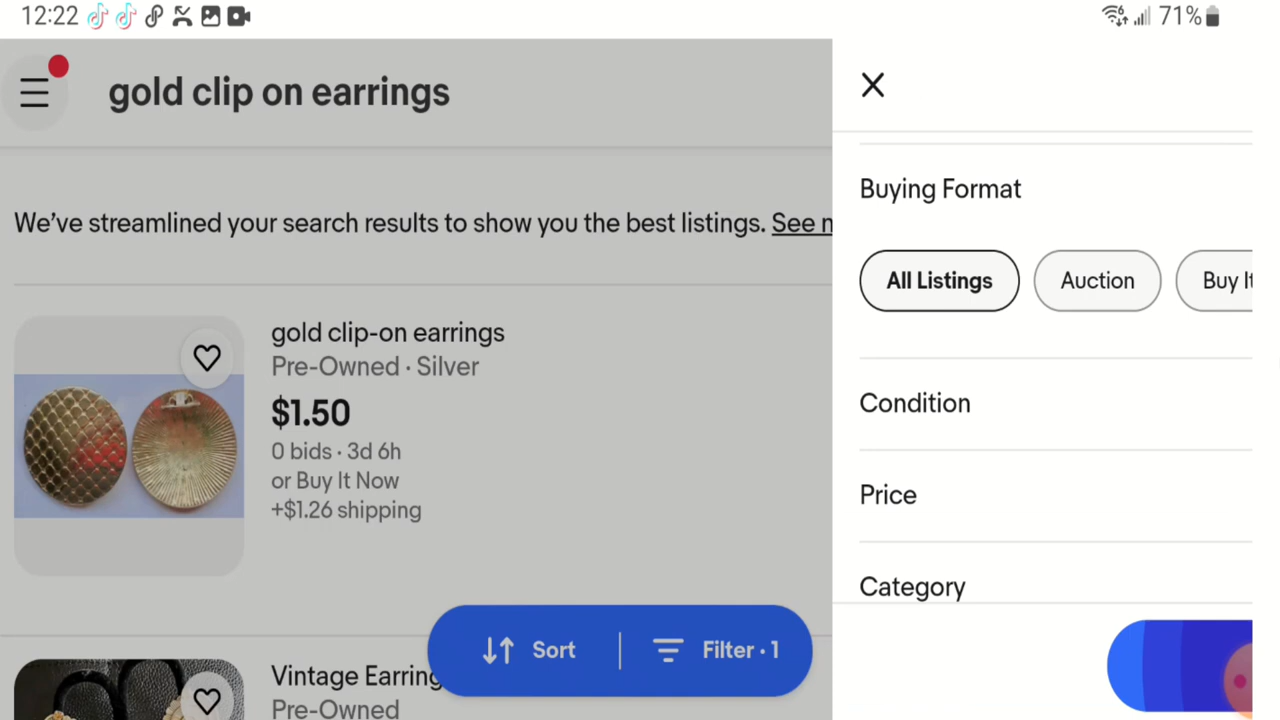 12:22
71%
gold clip on earrings
We've streamlined your search results to show you the best listings. See
gold clip-on earrings
Pre-Owned · Silver
$1.50
0 bids · 3d 6h
or Buy It Now
+$1.26 shipping
Sort
Filter · 1
Vintage
Pre-Owned
Buying Format
All Listings
Auction
Buy
Condition
Price
Category